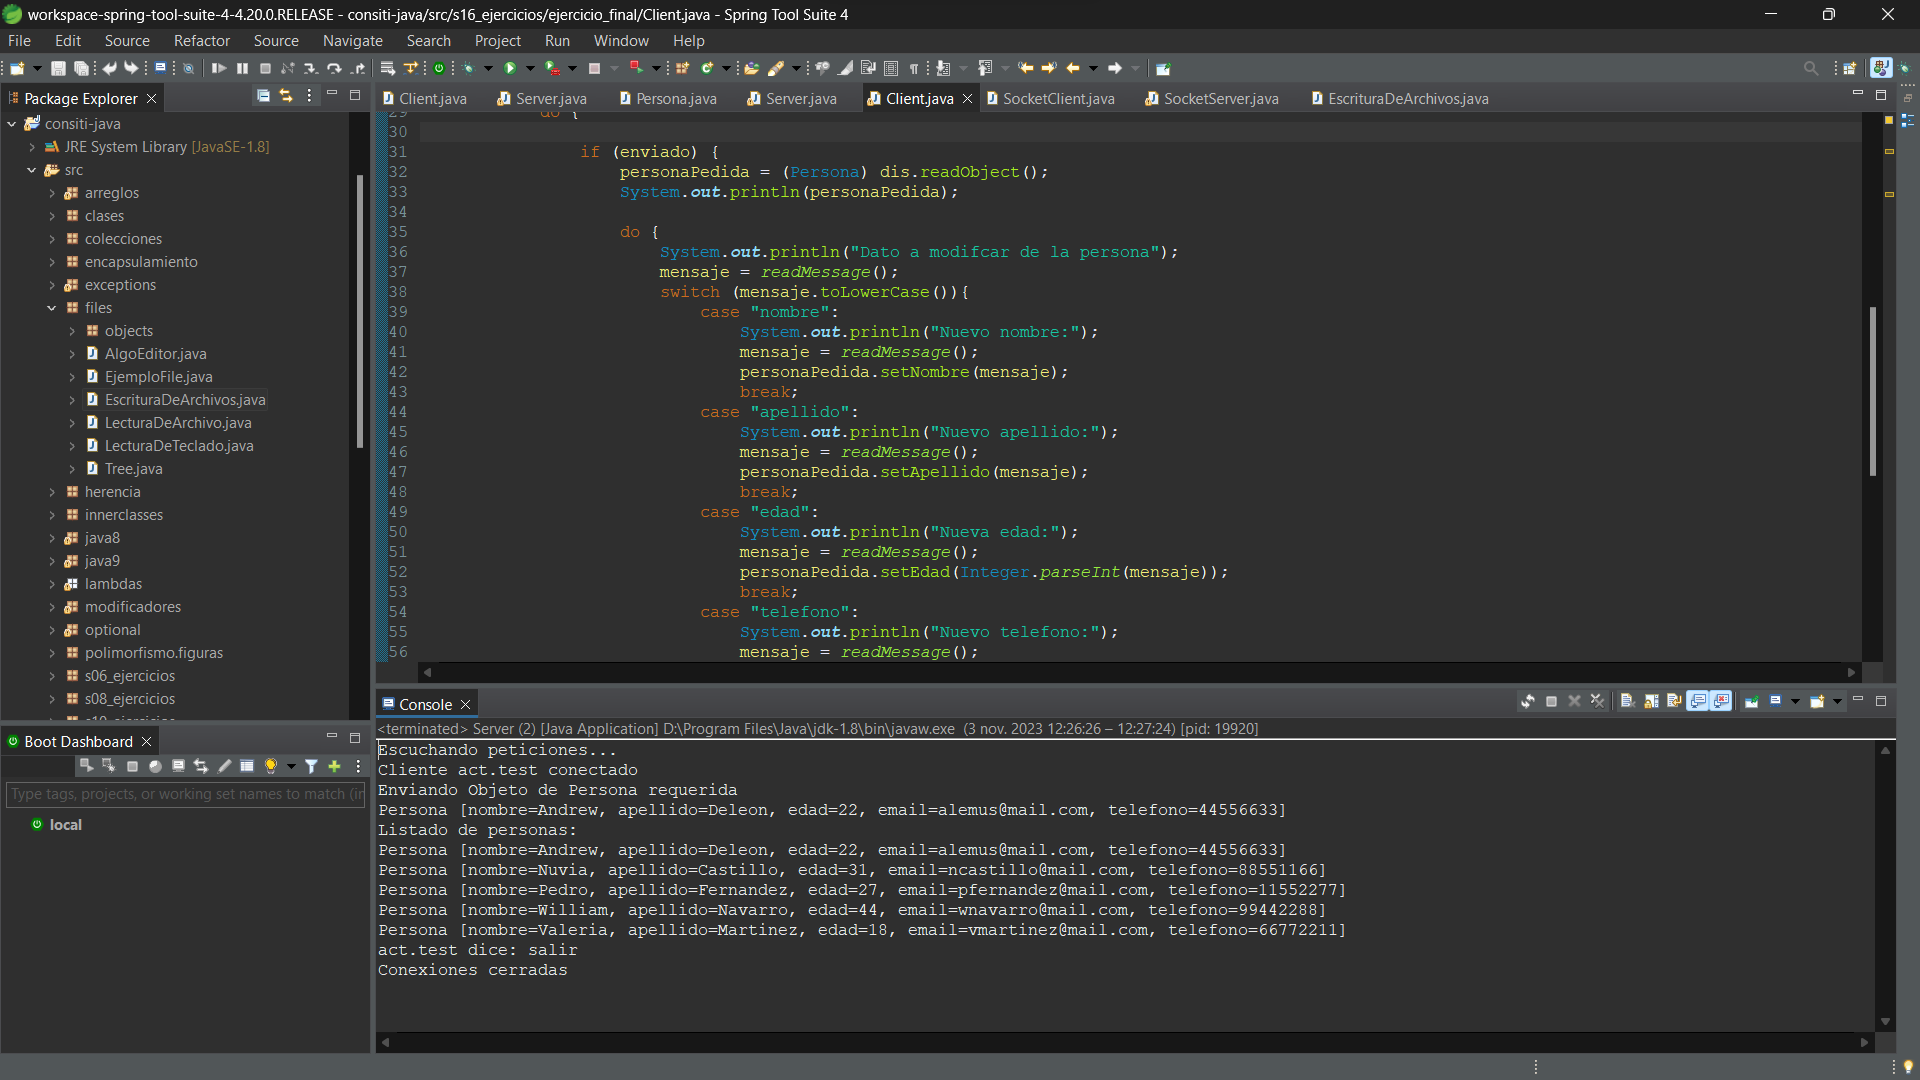 workspace-spring-tool-suite-4-4.20.0.RELEASE - consiti-java/src/s16_ejercicios/ejercicio_final/Client.java - Spring Tool Suite 4
File Edit Source Refactor Source Navigate Search Project Run Window Help
Package Explorer
consiti-java
JRE System Library [JavaSE-1.8]
src
arreglos
clases
colecciones
encapsulamiento
exceptions
files
objects
AlgoEditor.java
EjemploFile.java
EscrituraDeArchivos.java
LecturaDeArchivo.java
LecturaDeTeclado.java
Tree.java
herencia
innerclasses
java8
java9
lambdas
modificadores
optional
polimorfismo.figuras
s06_ejercicios
s08_ejercicios
s10_ejercicios
Boot Dashboard
Type tags, projects, or working set names to match (in
local
Client.java Server.java Persona.java Server.java Client.java SocketClient.java SocketServer.java EscrituraDeArchivos.java
29 do {
30
31 if (enviado) {
32 personaPedida = (Persona) dis.readObject();
33 System.out.println(personaPedida);
34
35 do {
36 System.out.println("Dato a modifcar de la persona");
37 mensaje = readMessage();
38 switch (mensaje.toLowerCase()){
39 case "nombre":
40 System.out.println("Nuevo nombre:");
41 mensaje = readMessage();
42 personaPedida.setNombre(mensaje);
43 break;
44 case "apellido":
45 System.out.println("Nuevo apellido:");
46 mensaje = readMessage();
47 personaPedida.setApellido(mensaje);
48 break;
49 case "edad":
50 System.out.println("Nueva edad:");
51 mensaje = readMessage();
52 personaPedida.setEdad(Integer.parseInt(mensaje));
53 break;
54 case "telefono":
55 System.out.println("Nuevo telefono:");
56 mensaje = readMessage();
Console
<terminated> Server (2) [Java Application] D:\Program Files\Java\jdk-1.8\bin\javaw.exe (3 nov. 2023 12:26:26 – 12:27:24) [pid: 19920]
Escuchando peticiones...
Cliente act.test conectado
Enviando Objeto de Persona requerida
Persona [nombre=Andrew, apellido=Deleon, edad=22, email=alemus@mail.com, telefono=44556633]
Listado de personas:
Persona [nombre=Andrew, apellido=Deleon, edad=22, email=alemus@mail.com, telefono=44556633]
Persona [nombre=Nuvia, apellido=Castillo, edad=31, email=ncastillo@mail.com, telefono=88551166]
Persona [nombre=Pedro, apellido=Fernandez, edad=27, email=pfernandez@mail.com, telefono=11552277]
Persona [nombre=William, apellido=Navarro, edad=44, email=wnavarro@mail.com, telefono=99442288]
Persona [nombre=Valeria, apellido=Martinez, edad=18, email=vmartinez@mail.com, telefono=66772211]
act.test dice: salir
Conexiones cerradas